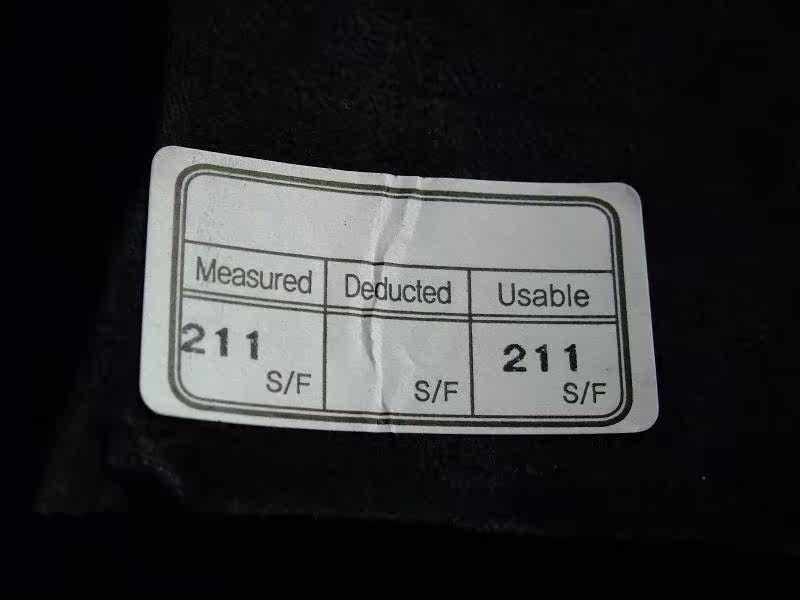 Measured Deducted Usable
211 211
S/F S/F S/F